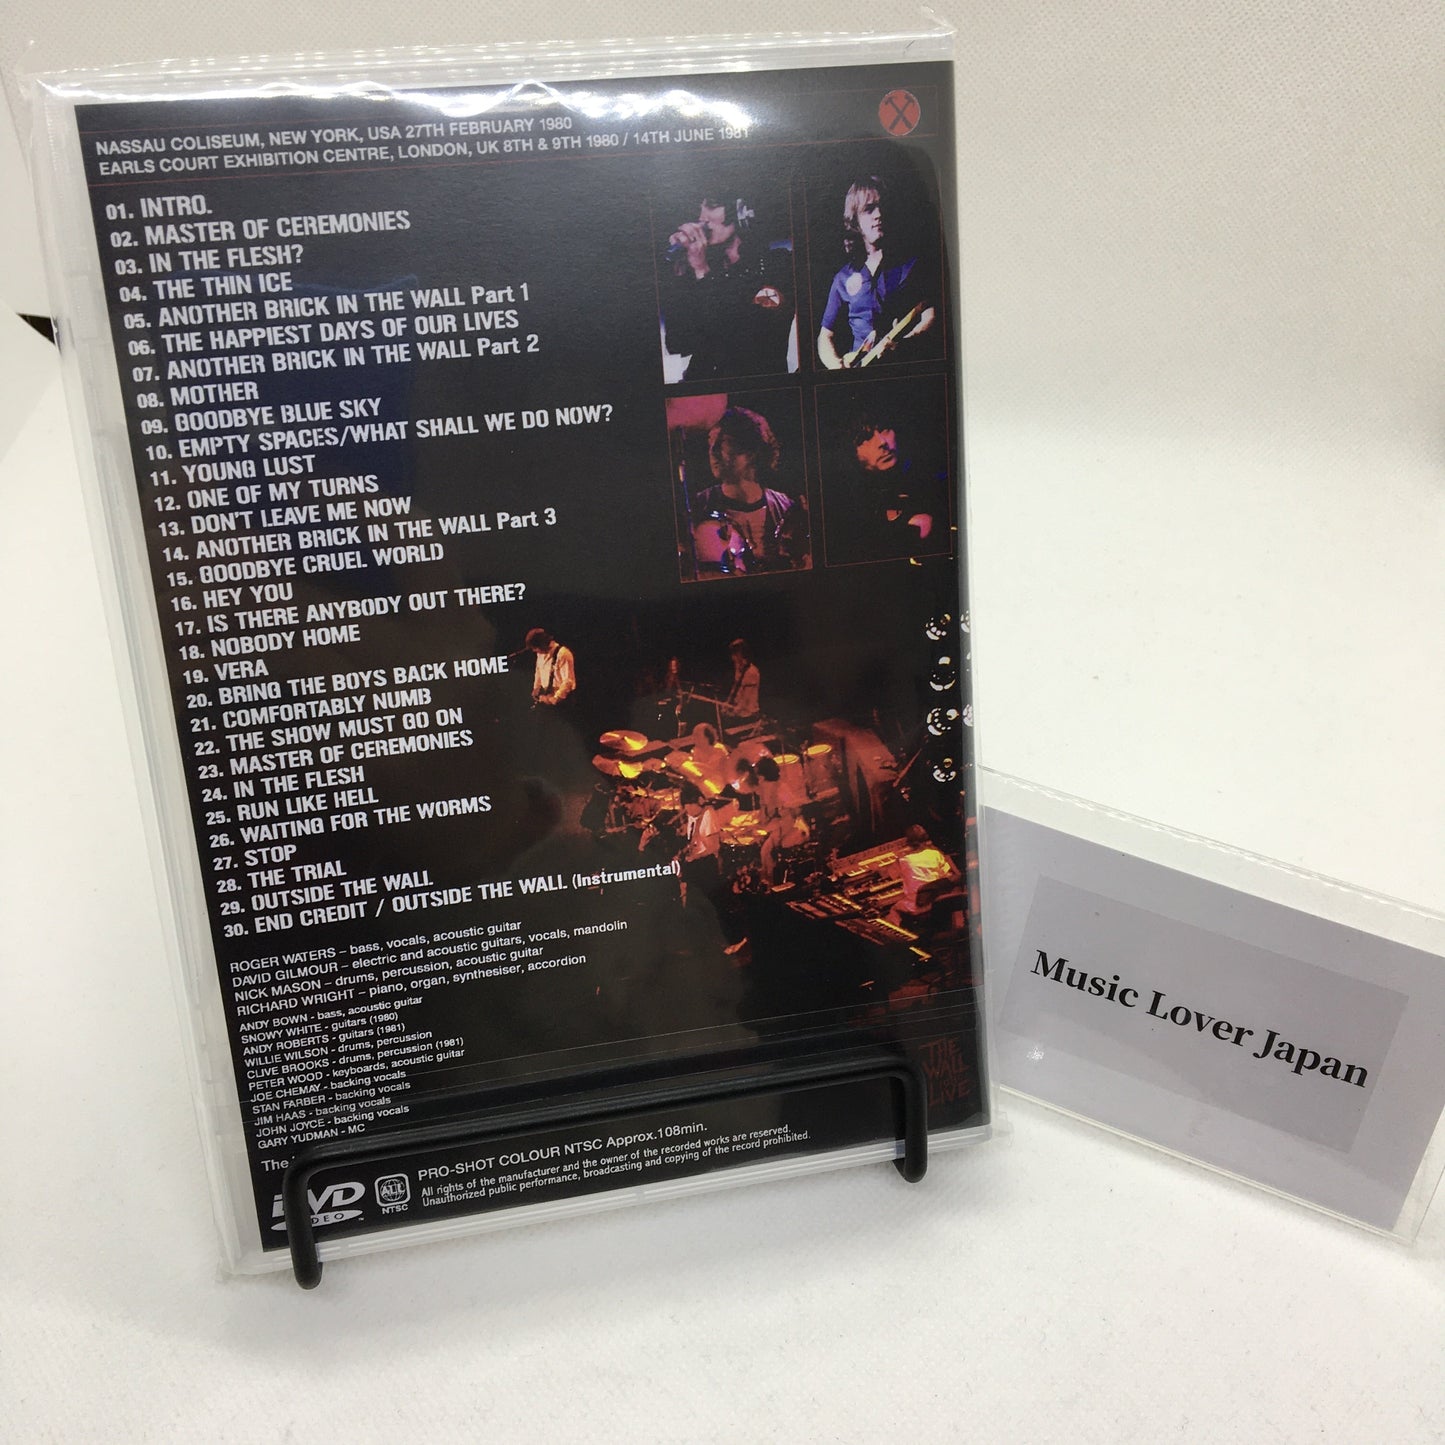 NASSAU COLISEUM, NEW YORK, USA 27TH FEBRUARY 1980
EARLS COURT EXHIBITION CENTRE, LONDON, UK 8TH & 9TH 1980 / 14TH JUNE 1981
01. INTRO.
02. MASTER OF CEREMONIES
03. IN THE FLESH?
04. THE THIN ICE
05. ANOTHER BRICK IN THE WALL Part 1
06. THE HAPPIEST DAYS OF OUR LIVES
07. ANOTHER BRICK IN THE WALL Part 2
08. MOTHER
09. GOODBYE BLUE SKY
10. EMPTY SPACES/WHAT SHALL WE DO NOW?
11. YOUNG LUST
12. ONE OF MY TURNS
13. DON'T LEAVE ME NOW
14. ANOTHER BRICK IN THE WALL Part 3
15. GOODBYE CRUEL WORLD
16. HEY YOU
17. IS THERE ANYBODY OUT THERE?
18. NOBODY HOME
19. VERA
20. BRING THE BOYS BACK HOME
21. COMFORTABLY NUMB
22. THE SHOW MUST GO ON
23. MASTER OF CEREMONIES
24. IN THE FLESH
25. RUN LIKE HELL
26. WAITING FOR THE WORMS
27. STOP
28. THE TRIAL
29. OUTSIDE THE WALL
30. END CREDIT / OUTSIDE THE WALL (Instrumental)
ROGER WATERS – bass, vocals, acoustic guitar
DAVID GILMOUR – electric and acoustic guitars, vocals, mandolin
NICK MASON – drums, percussion, acoustic guitar
RICHARD WRIGHT – piano, organ, synthesiser, accordion
ANDY BOWN - bass, acoustic guitar
SNOWY WHITE - guitars (1980)
ANDY ROBERTS - guitars (1981)
WILLIE WILSON - drums, percussion
CLIVE BROOKS - drums, percussion (1981)
PETER WOOD - keyboards, acoustic guitar
JOE CHEMAY - backing vocals
STAN FARBER - backing vocals
JIM HAAS - backing vocals
JOHN JOYCE - backing vocals
GARY YUDMAN - MC
The
THE
WALL
LIVE
DVD
VIDEO
ALL
NTSC
PRO-SHOT COLOUR NTSC Approx.108min.
All rights of the manufacturer and the owner of the recorded works are reserved.
Unauthorized public performance, broadcasting and copying of the record prohibited.
Music Lover Japan